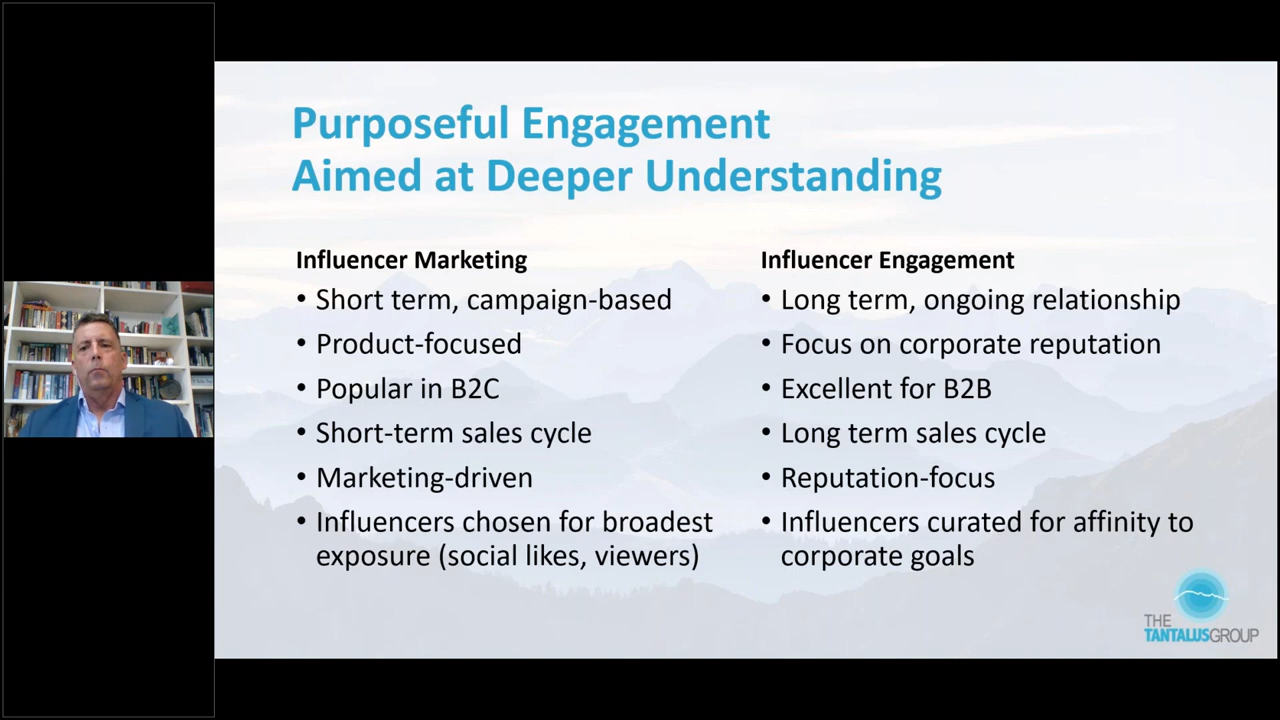 Purposeful Engagement
Aimed at Deeper Understanding
Influencer Marketing
• Short term, campaign-based
• Product-focused
• Popular in B2C
• Short-term sales cycle
• Marketing-driven
• Influencers chosen for broadest
exposure (social likes, viewers)
Influencer Engagement
• Long term, ongoing relationship
• Focus on corporate reputation
• Excellent for B2B
• Long term sales cycle
• Reputation-focus
• Influencers curated for affinity to
corporate goals
THE
TANTALUSGROUP